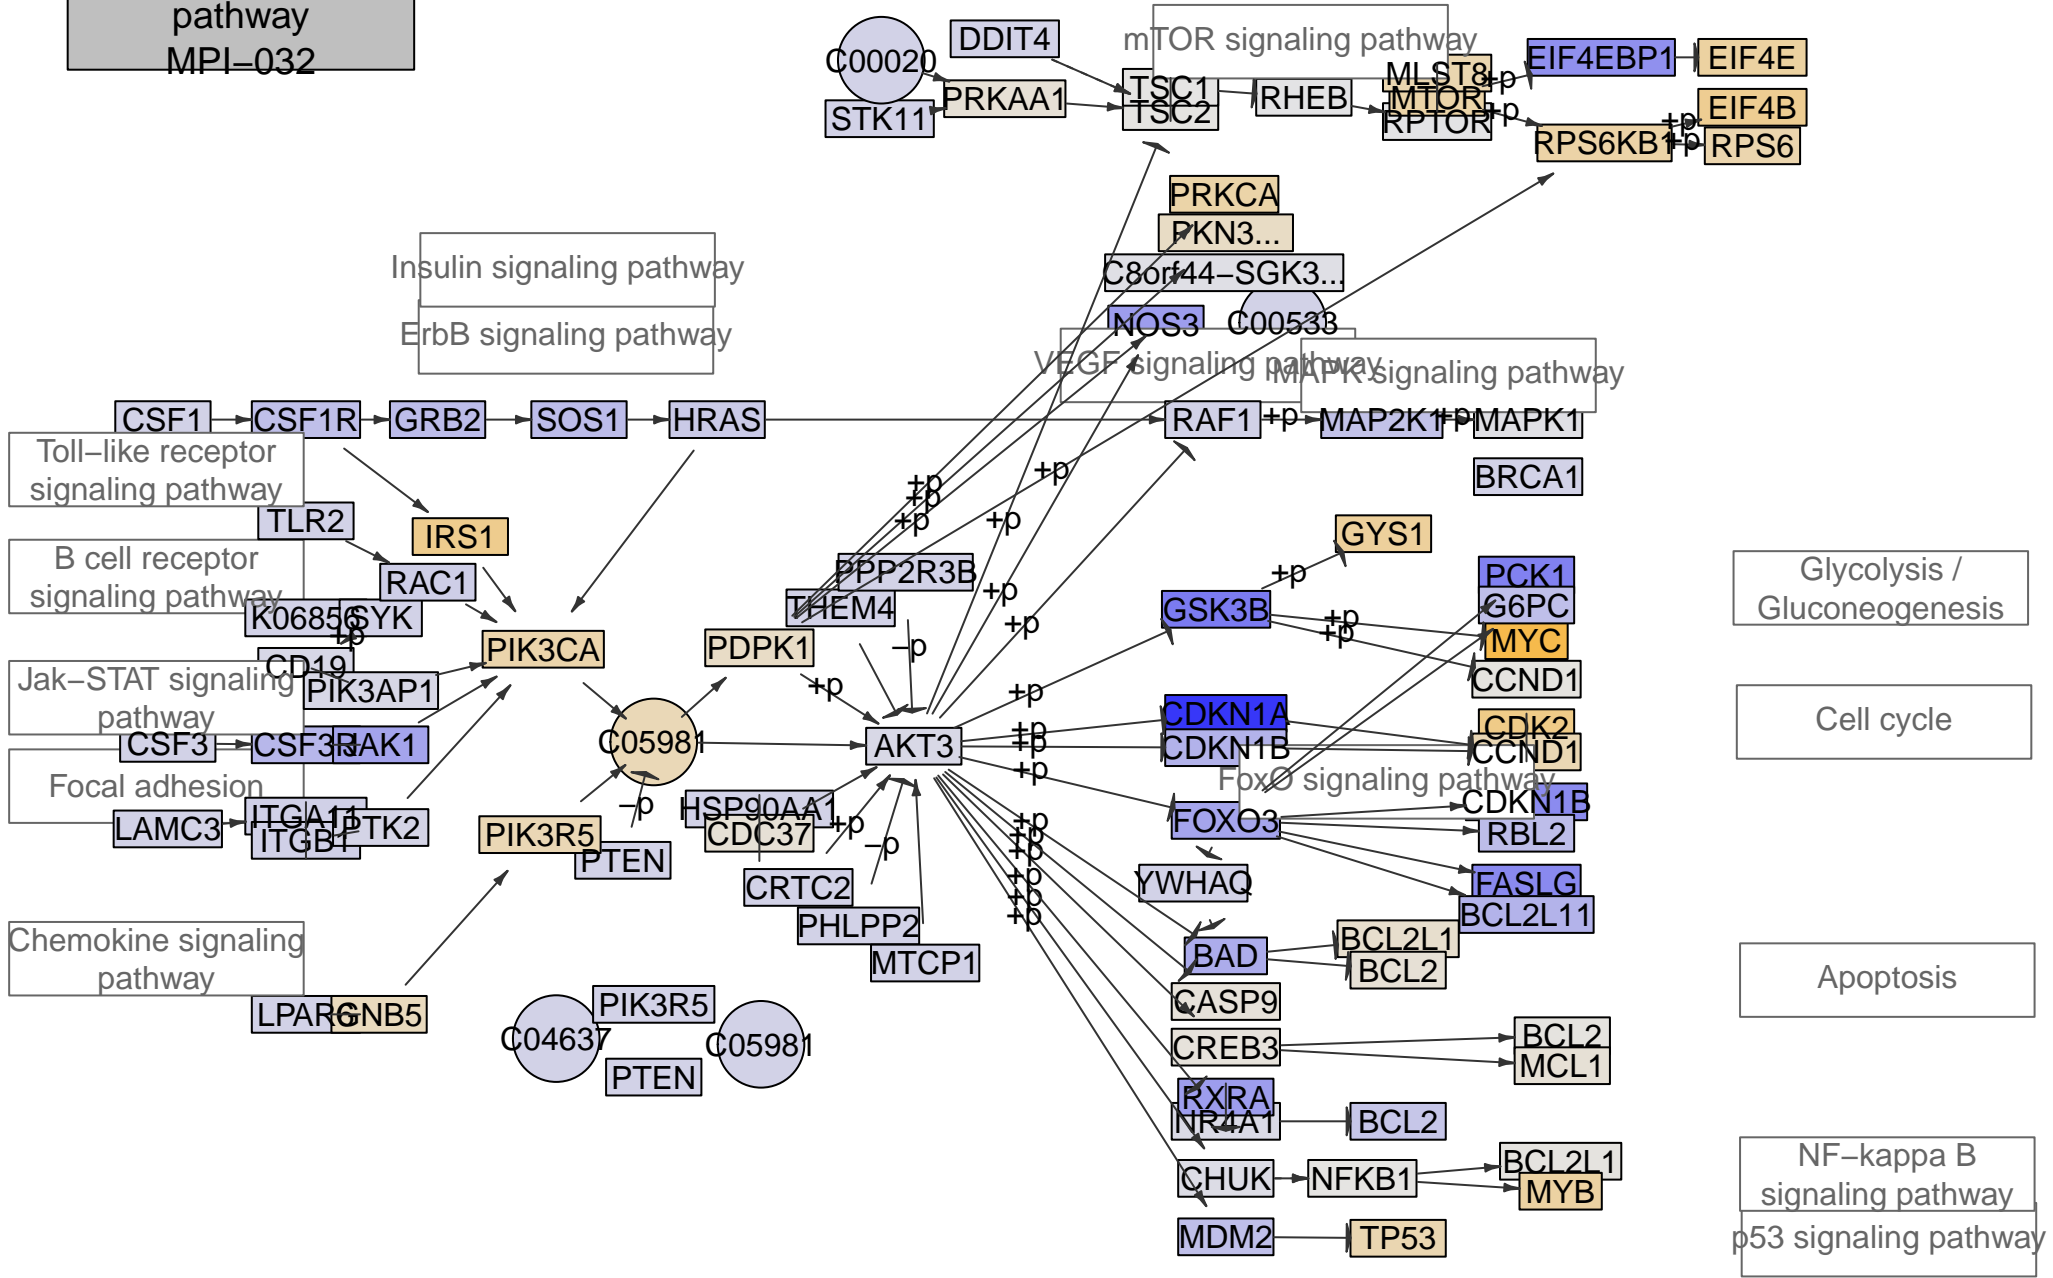 pathway
MPI−032
DDIT4
mTOR signaling pathway
EIF4EBP1
EIF4E
C00020
MLST8
+p
PRKAA1
TSC1
RHEB
MTOR
+p
EIF4B
STK11
TSC2
RPTOR
+p
RPS6KB1
+p
RPS6
PRKCA
PKN3...
Insulin signaling pathway
C8orf44−SGK3...
ErbB signaling pathway
NOS3
C00533
VEGF signaling pathway
MAPK signaling pathway
CSF1
CSF1R
GRB2
SOS1
HRAS
RAF1
+p
MAP2K1
+p
MAPK1
Toll−like receptor
signaling pathway
BRCA1
+p
+p
+p
+p
+p
TLR2
IRS1
GYS1
B cell receptor
signaling pathway
RAC1
PPP2R3B
THEM4
+p
+p
+p
PCK1
G6PC
Glycolysis /
Gluconeogenesis
K06856
SYK
+p
GSK3B
+p
+p
MYC
CD19
PIK3CA
PDPK1
−p
CCND1
Jak−STAT signaling
pathway
PIK3AP1
+p
+p
CDKN1A
CDK2
Cell cycle
CSF3
CSF3R
JAK1
C05981
AKT3
+p
+p
CDKN1B
CCND1
+p
FoxO signaling pathway
Focal adhesion
−p
HSP90AA1
CDKN1B
LAMC3
ITGA11
ITGB1
PTK2
PIK3R5
CDC37
+p
+p
FOXO3
RBL2
PTEN
−p
+p
+p
CRTC2
+p
YWHAQ
FASLG
+p
BCL2L11
PHLPP2
+p
Chemokine signaling
pathway
MTCP1
BAD
BCL2L1
BCL2
Apoptosis
LPAR6
GNB5
PIK3R5
CASP9
C04637
C05981
CREB3
BCL2
PTEN
MCL1
RXRA
NR4A1
BCL2
CHUK
NFKB1
BCL2L1
MYB
NF−kappa B
signaling pathway
MDM2
TP53
p53 signaling pathway